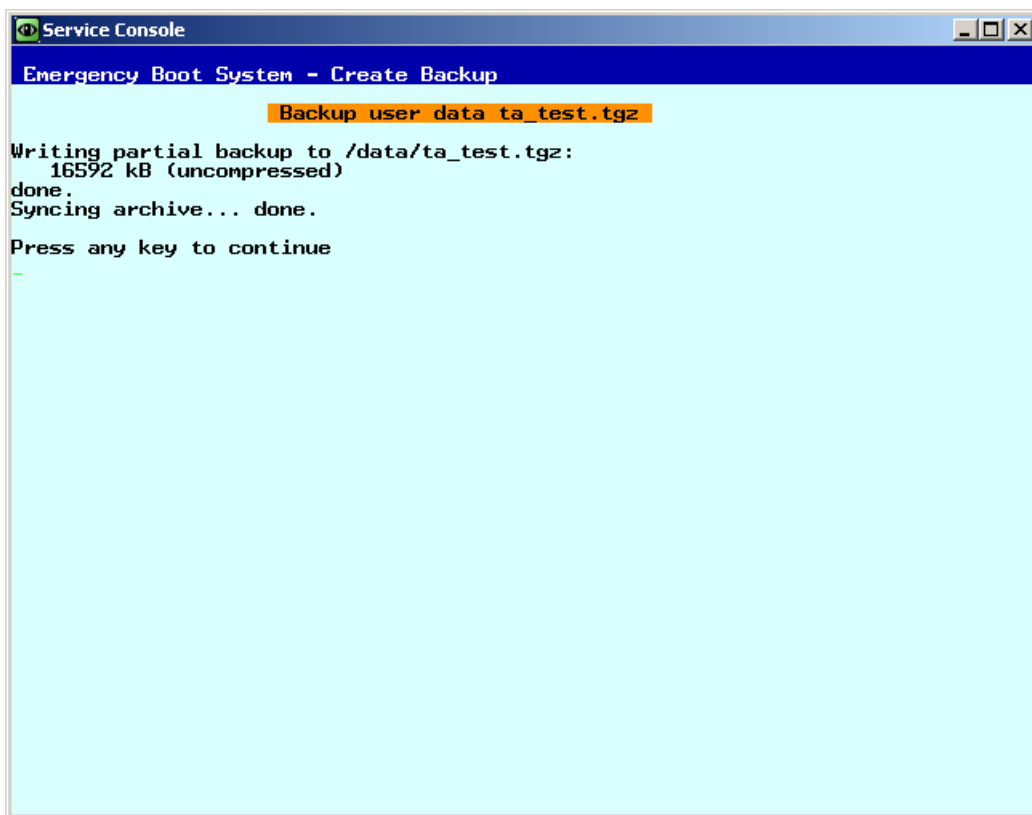 Service Console
Emergency Boot System - Create Backup
Backup user data ta_test.tgz
Writing partial backup to /data/ta_test.tgz:
16592 kB (uncompressed)
done.
Syncing archive... done.
Press any key to continue